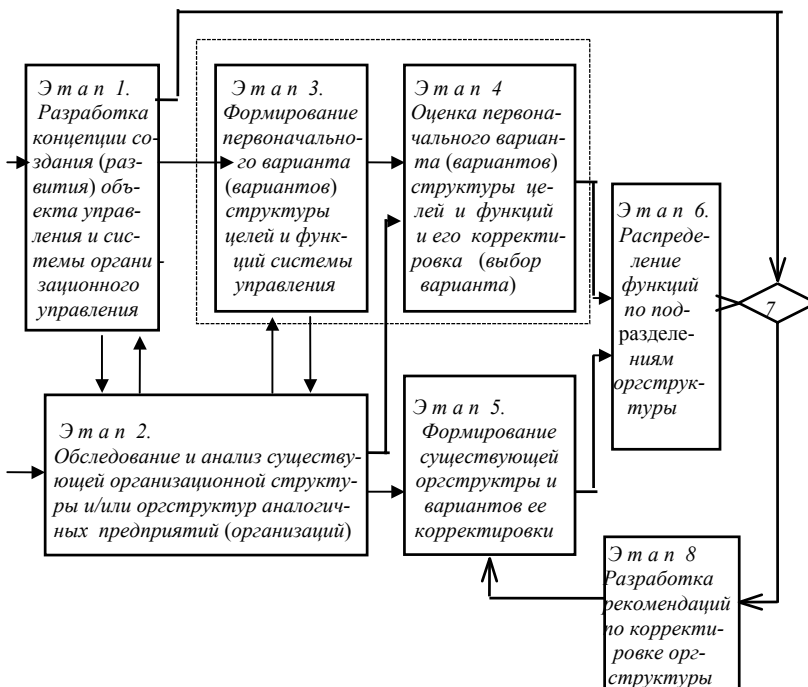 Э т а п 1.
Разработка
концепции со-
здания (раз-
вития) объ-
екта управ-
ления и сис-
темы органи
зационного
управления
Э т а п 3.
Формирование
первоначально-
го варианта
(вариантов)
структуры
целей и функ-
ций системы
управления
Э т а п 4
Оценка первона-
чального вариан-
та (вариантов)
структуры це-
лей и функций
и его корректи-
ровка (выбор
варианта)
Э т а п 6.
Распреде-
ление
функций
по под-
разделе-
ниям
оргструк-
туры
7
Э т а п 2.
Обследование и анализ существу-
ющей организационной структу-
ры и/или оргструктур аналогич-
ных предприятий (организаций)
Э т а п 5.
Формирование
существующей
оргструктры и
вариантов ее
корректировки
Э т а п 8
Разработка
рекомендаций
по корректи-
ровке орг-
структуры